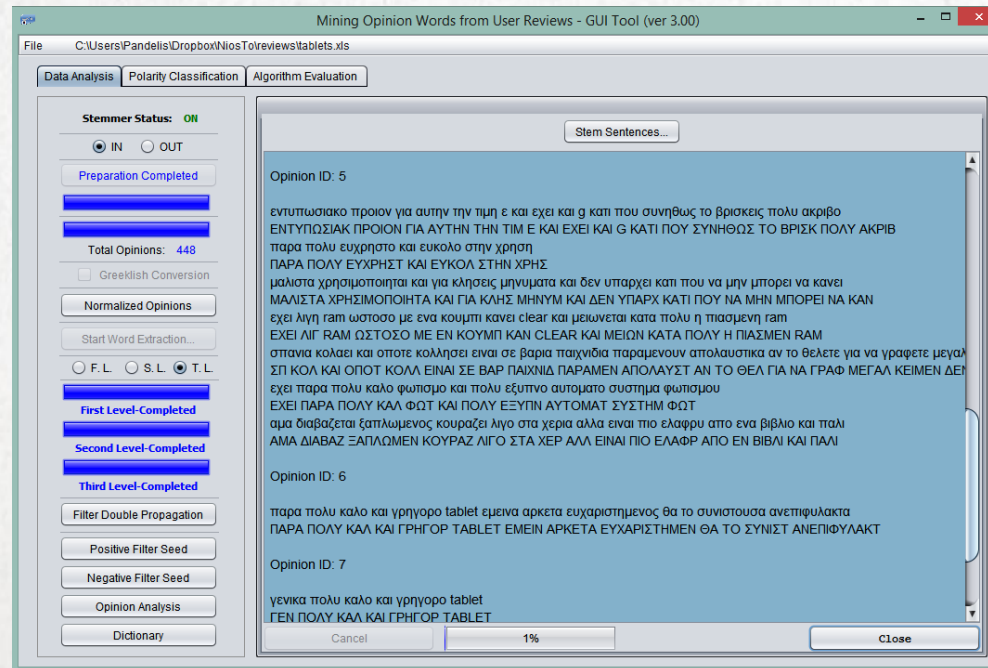 Mining Opinion Words from User Reviews - GUI Tool (ver 3.00)
File C:\Users\Pandelis\Dropbox\NiosTo\reviews\tablets.xls
Data Analysis Polarity Classification Algorithm Evaluation
Stemmer Status: ON
IN OUT
Preparation Completed
Total Opinions: 448
Greeklish Conversion
Normalized Opinions
Start Word Extraction...
F. L. S. L. T. L.
First Level-Completed
Second Level-Completed
Third Level-Completed
Filter Double Propagation
Positive Filter Seed
Negative Filter Seed
Opinion Analysis
Dictionary
Stem Sentences...
Opinion ID: 5
εντυπωσιακο προιον για αυτην την τιμη ε και εχει και g κατι που συνηθως το βρισκεις πολυ ακριβο
ΕΝΤΥΠΩΣΙΑΚ ΠΡΟΙΟΝ ΓΙΑ ΑΥΤΗΝ ΤΗΝ ΤΙΜ Ε ΚΑΙ ΕΧΕΙ ΚΑΙ G ΚΑΤΙ ΠΟΥ ΣΥΝΗΘΩΣ ΤΟ ΒΡΙΣΚ ΠΟΛΥ ΑΚΡΙΒ
παρα πολυ ευχρηστο και ευκολο στην χρηση
ΠΑΡΑ ΠΟΛΥ ΕΥΧΡΗΣΤ ΚΑΙ ΕΥΚΟΛ ΣΤΗΝ ΧΡΗΣ
μαλιστα χρησιμοποιηται και για κλησεις μηνυματα και δεν υπαρχει κατι που να μην μπορει να κανει
ΜΑΛΙΣΤΑ ΧΡΗΣΙΜΟΠΟΙΗΤΑ ΚΑΙ ΓΙΑ ΚΛΗΣ ΜΗΝΥΜ ΚΑΙ ΔΕΝ ΥΠΑΡΧ ΚΑΤΙ ΠΟΥ ΝΑ ΜΗΝ ΜΠΟΡΕΙ ΝΑ ΚΑΝ
εχει λιγη ram ωστοσο με ενα κουμπι κανει clear και μειωνεται κατα πολυ η πιασμενη ram
ΕΧΕΙ ΛΙΓ RAM ΩΣΤΟΣΟ ΜΕ ΕΝ ΚΟΥΜΠ ΚΑΝ CLEAR ΚΑΙ ΜΕΙΩΝ ΚΑΤΑ ΠΟΛΥ Η ΠΙΑΣΜΕΝ RAM
σπανια κολαει και οποτε κολλησει ειναι σε βαρια παιχνιδια παραμενουν απολαυστικα αν το θελετε για να γραφετε μεγαλ
ΣΠ ΚΟΛ ΚΑΙ ΟΠΟΤ ΚΟΛΛ ΕΙΝΑΙ ΣΕ ΒΑΡ ΠΑΙΧΝΙΔ ΠΑΡΑΜΕΝ ΑΠΟΛΑΥΣΤ ΑΝ ΤΟ ΘΕΛ ΓΙΑ ΝΑ ΓΡΑΦ ΜΕΓΑΛ ΚΕΙΜΕΝ ΔΕΝ
εχει παρα πολυ καλο φωτισμο και πολυ εξυπνο αυτοματο συστημα φωτισμου
ΕΧΕΙ ΠΑΡΑ ΠΟΛΥ ΚΑΛ ΦΩΤ ΚΑΙ ΠΟΛΥ ΕΞΥΠΝ ΑΥΤΟΜΑΤ ΣΥΣΤΗΜ ΦΩΤ
αμα διαβαζεται ξαπλωμενος κουραζει λιγο στα χερια αλλα ειναι πιο ελαφρυ απο ενα βιβλιο και παλι
ΑΜΑ ΔΙΑΒΑΖ ΞΑΠΛΩΜΕΝ ΚΟΥΡΑΖ ΛΙΓΟ ΣΤΑ ΧΕΡ ΑΛΛ ΕΙΝΑΙ ΠΙΟ ΕΛΑΦΡ ΑΠΟ ΕΝ ΒΙΒΛΙ ΚΑΙ ΠΑΛΙ
Opinion ID: 6
παρα πολυ καλο και γρηγορο tablet εμεινα αρκετα ευχαριστημενος θα το συνιστουσα ανεπιφυλακτα
ΠΑΡΑ ΠΟΛΥ ΚΑΛ ΚΑΙ ΓΡΗΓΟΡ TABLET ΕΜΕΙΝ ΑΡΚΕΤΑ ΕΥΧΑΡΙΣΤΗΜΕΝ ΘΑ ΤΟ ΣΥΝΙΣΤ ΑΝΕΠΙΦΥΛΑΚΤ
Opinion ID: 7
γενικα πολυ καλο και γρηγορο tablet
ΓΕΝ ΠΟΛΥ ΚΑΛ ΚΑΙ ΓΡΗΓΟΡ TABLET
Cancel 1% Close